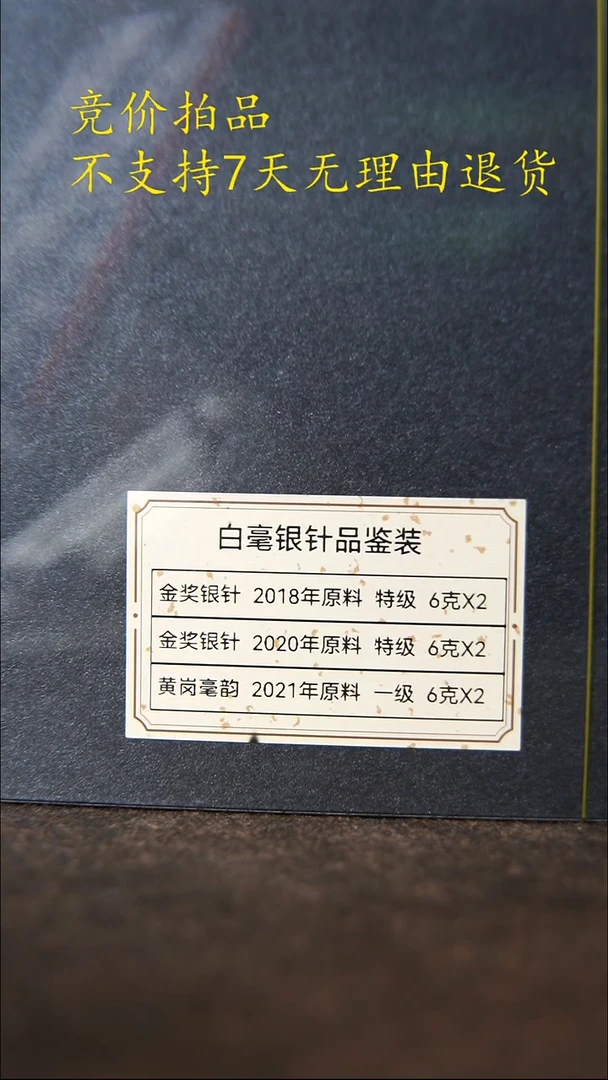 竞价拍品
不支持7天无理由退货
白毫银针品鉴装
金奖银针 2018年原料 特级 6克X2
金奖银针 2020年原料 特级 6克X2
黄岗毫韵 2021年原料 一级 6克X2